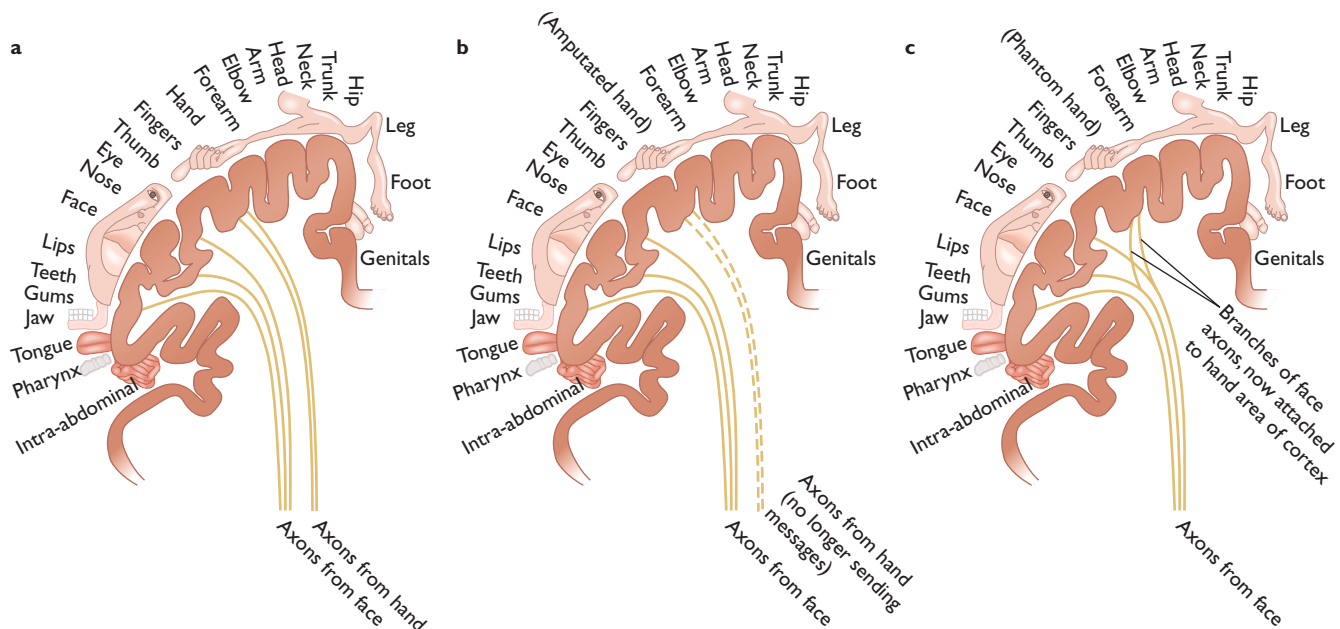 a
Intra-abdominal
Pharynx
Tongue
Jaw
Gums
Teeth
Lips
Face
Nose
Eye
Thumb
Fingers
Hand
Forearm
Elbow
Arm
Head
Neck
Trunk
Hip
Leg
Foot
Genitals
Axons from face
Axons from hand
b
Intra-abdominal
Pharynx
Tongue
Jaw
Gums
Teeth
Lips
Face
Nose
Eye
Thumb
Fingers
(Amputated hand)
Forearm
Elbow
Arm
Head
Neck
Trunk
Hip
Leg
Foot
Genitals
Axons from face
Axons from hand
(no longer sending
messages)
c
Intra-abdominal
Pharynx
Tongue
Jaw
Gums
Teeth
Lips
Face
Nose
Eye
Thumb
Fingers
(Phantom hand)
Forearm
Elbow
Arm
Head
Neck
Trunk
Hip
Leg
Foot
Genitals
Branches of face
axons, now attached
to hand area of cortex
Axons from face